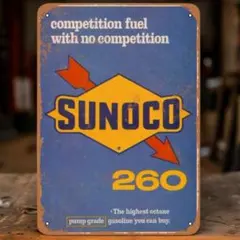 competition fuel
with no competition
SUNOCO
260
The highest octane
pump grade gasoline you can buy.